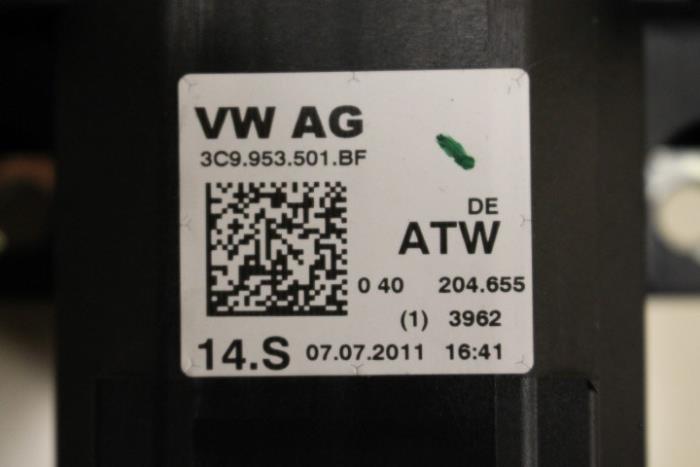 VW AG
3C9.953.501.BF
DE
ATW
0 40 204.655
(1) 3962
14.S 07.07.2011 16:41